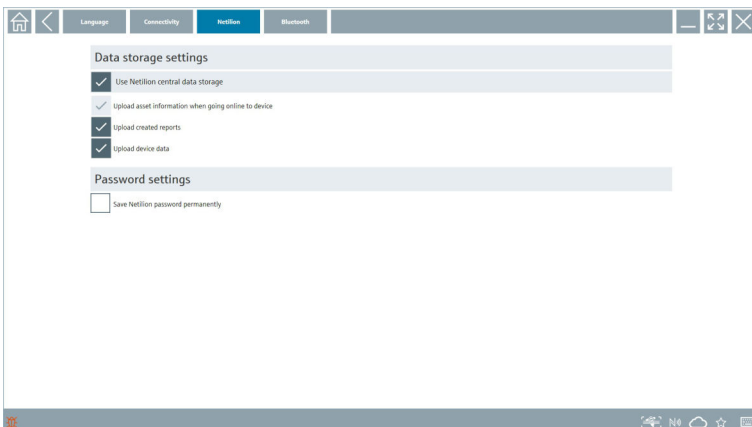 Language Connectivity Netilion Bluetooth
Data storage settings
Use Netilion central data storage
Upload asset information when going online to device
Upload created reports
Upload device data
Password settings
Save Netilion password permanently